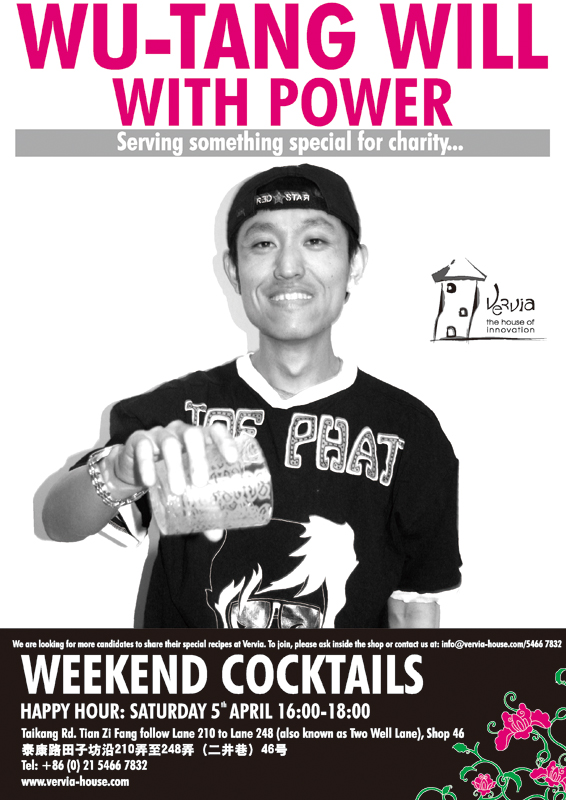 WU-TANG WILL
WITH POWER
Serving something special for charity...
RED STAR
vervia
the house of
innovation
JOE PHAT
We are looking for more candidates to share their special recipes at Vervia. To join, please ask inside the shop or contact us at: info@vervia-house.com/5466 7832
WEEKEND COCKTAILS
HAPPY HOUR: SATURDAY 5th APRIL 16:00-18:00
Taikang Rd. Tian Zi Fang follow Lane 210 to Lane 248 (also known as Two Well Lane), Shop 46
泰康路田子坊沿210弄至248弄 （二井巷）46号
Tel: +86 (0) 21 5466 7832
www.vervia-house.com